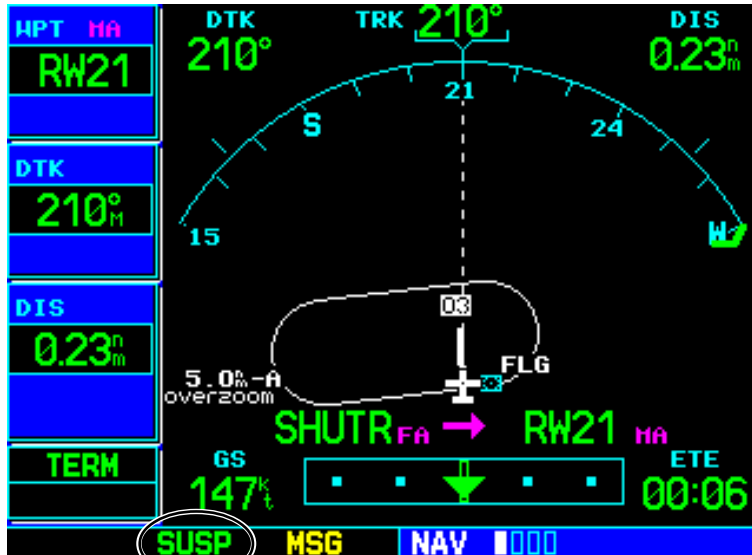 WPT MA
RW21
DTK
210°M
DIS
0.23nm
TERM
DTK
210°
TRK 210°
DIS
0.23nm
S
21
24
15
W
03
FLG
5.0nm-A
overzoom
SHUTR FA → RW21 MA
GS
147kt
ETE
00:06
SUSP MSG NAV